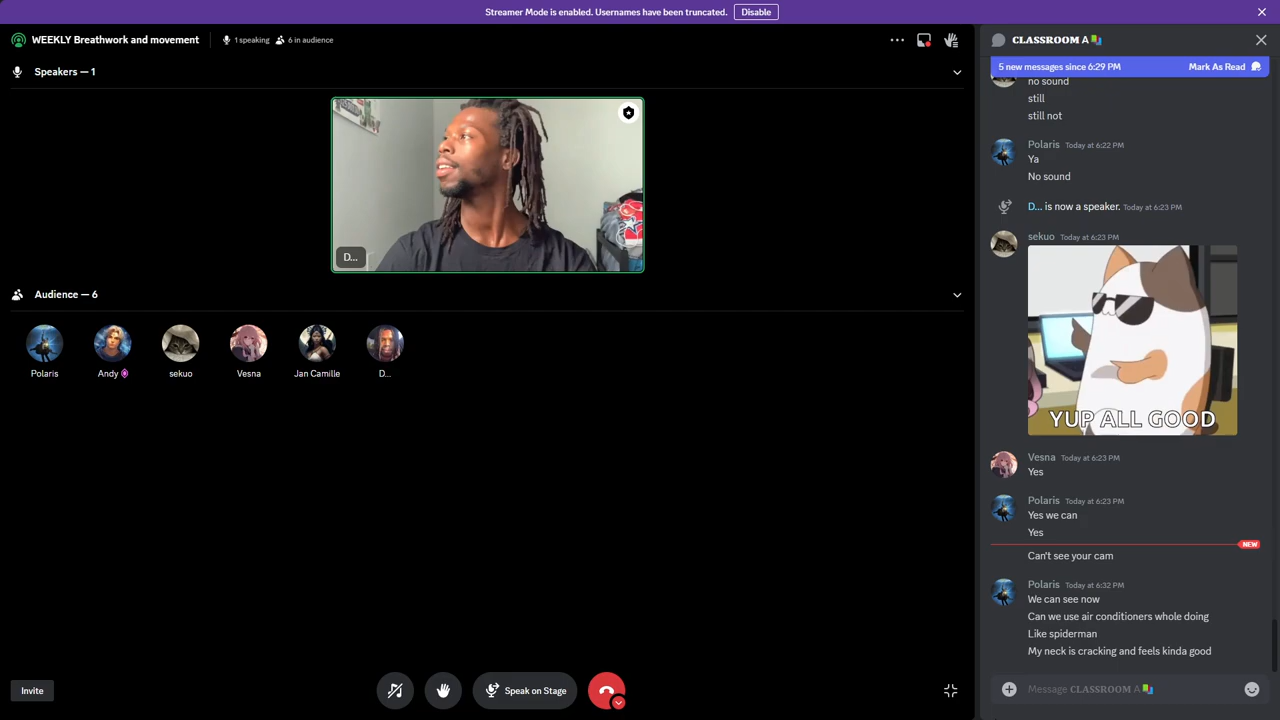 Streamer Mode is enabled. Usernames have been truncated. Disable
WEEKLY Breathwork and movement
1 speaking 6 in audience
Speakers — 1
D...
Audience — 6
Polaris
Andy
sekuo
Vesna
Jan Camille
D...
Invite
Speak on Stage
CLASSROOM A
5 new messages since 6:29 PM Mark As Read
no sound
still
still not
Polaris Today at 6:22 PM
Ya
No sound
D... is now a speaker. Today at 6:23 PM
sekuo Today at 6:23 PM
YUP ALL GOOD
Vesna Today at 6:23 PM
Yes
Polaris Today at 6:23 PM
Yes we can
Yes
NEW
Can't see your cam
Polaris Today at 6:32 PM
We can see now
Can we use air conditioners whole doing
Like spiderman
My neck is cracking and feels kinda good
Message CLASSROOM A